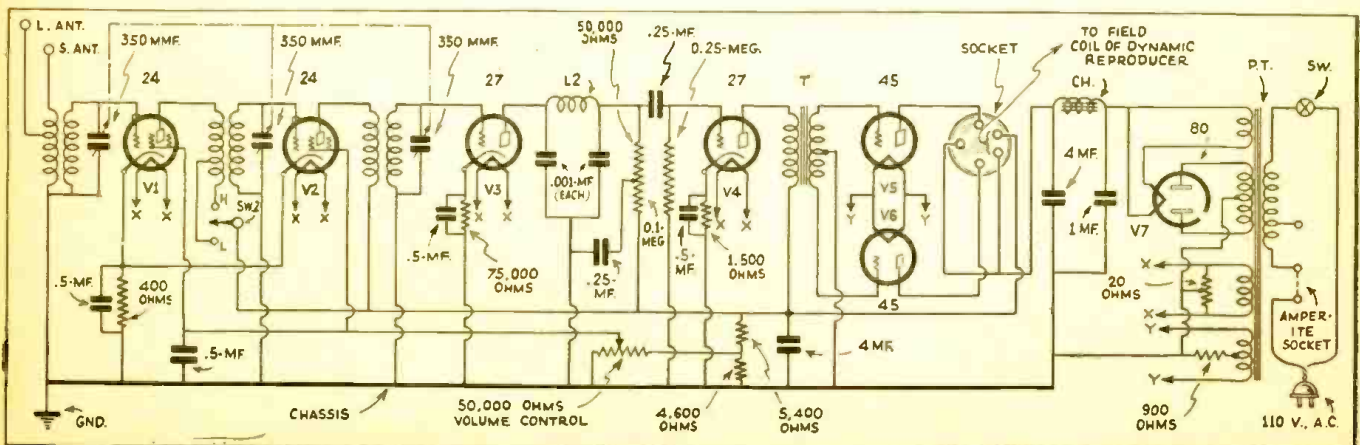 L. ANT.
S. ANT.
350 MMF.
24
350 MMF.
24
350 MMF.
27
50,000
OHMS
.25-MF.
0.25-MEG.
L2
27
T
45
SOCKET
TO FIELD
COIL OF DYNAMIC
REPRODUCER
CH.
P.T.
SW.
80
4 MF.
1 MF.
V1
X X
H
SW.2
L
V2
X X
V3
X X
.001-MF
(EACH)
V4
X X
V5
Y Y
V6
45
V7
.5-MF.
400
OHMS
.5-MF.
.5-MF.
75,000
OHMS
.25-
MF.
0.1-
MEG.
.5-
MF.
1,500
OHMS
20
OHMS
X
X
Y
Y
AMPER-
ITE
SOCKET
4 MF.
GND.
CHASSIS
50,000 OHMS
VOLUME CONTROL
4,600
OHMS
5,400
OHMS
900
OHMS
110 V., A.C.